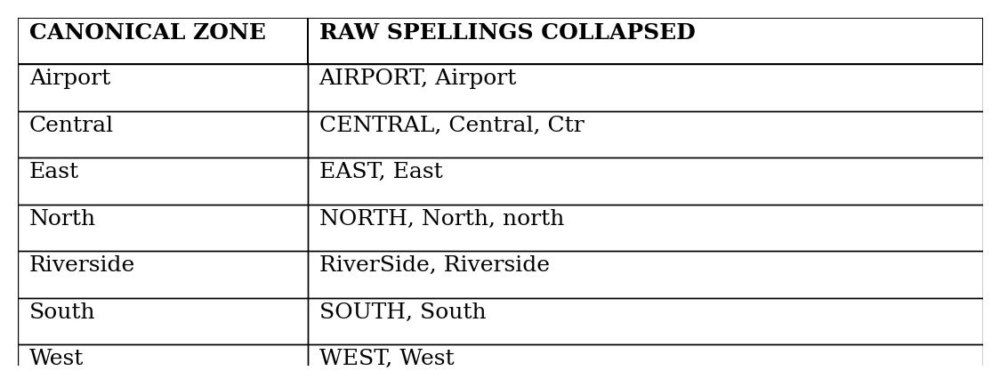 CANONICAL ZONE RAW SPELLINGS COLLAPSED
Airport AIRPORT, Airport
Central CENTRAL, Central, Ctr
East EAST, East
North NORTH, North, north
Riverside RiverSide, Riverside
South SOUTH, South
West WEST, West